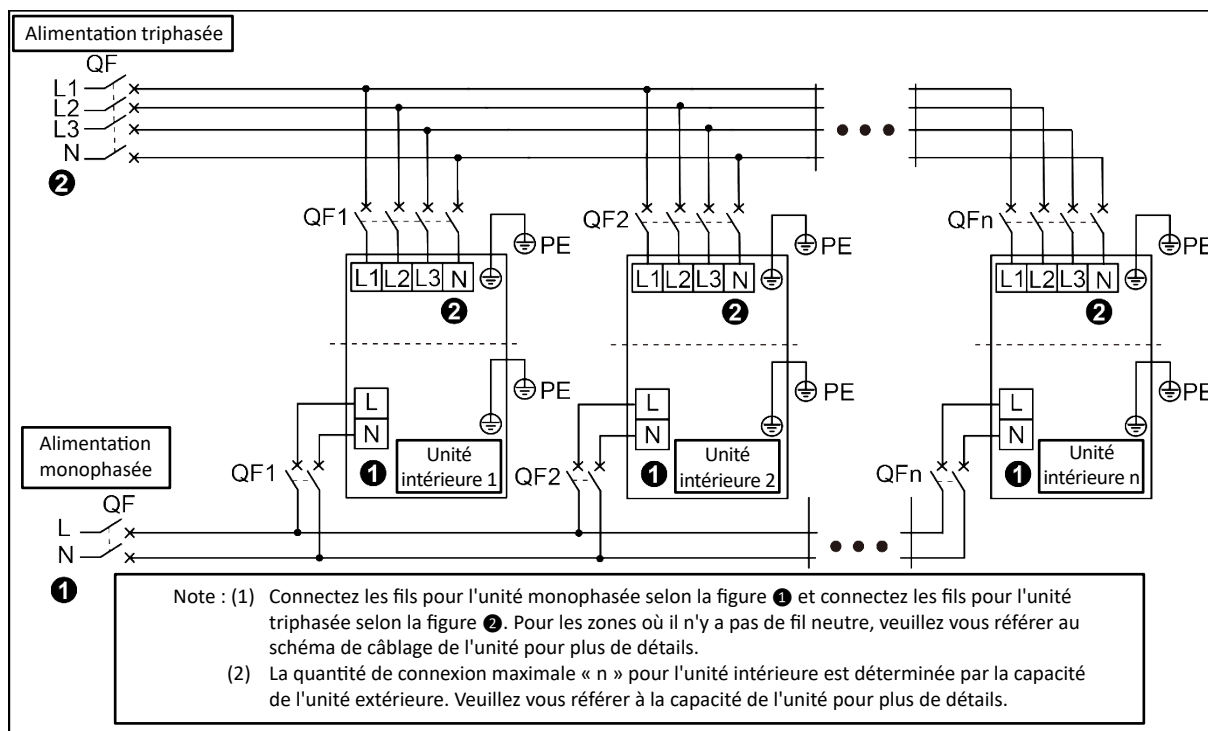 Alimentation triphasée
QF
L1
L2
L3
N
❷
QF1
QF2
QFn
PE
PE
PE
L1 L2 L3 N
L1 L2 L3 N
L1 L2 L3 N
❷
❷
❷
PE
PE
PE
L
N
L
N
L
N
❶
❶
❶
Unité
intérieure 1
Unité
intérieure 2
Unité
intérieure n
QF1
QF2
QFn
Alimentation
monophasée
QF
L
N
❶
Note : (1) Connectez les fils pour l'unité monophasée selon la figure ❶ et connectez les fils pour l'unité
triphasée selon la figure ❷. Pour les zones où il n'y a pas de fil neutre, veuillez vous référer au
schéma de câblage de l'unité pour plus de détails.
(2) La quantité de connexion maximale « n » pour l'unité intérieure est déterminée par la capacité
de l'unité extérieure. Veuillez vous référer à la capacité de l'unité pour plus de détails.